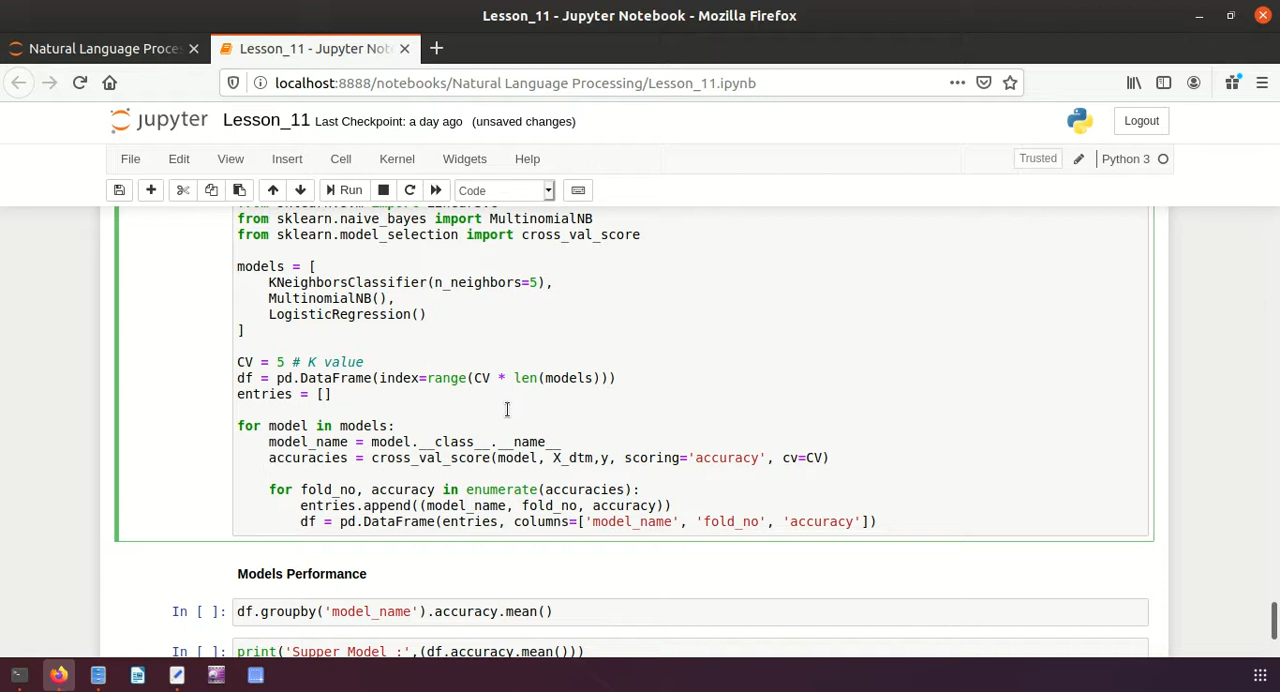 Lesson_11 - Jupyter Notebook - Mozilla Firefox
Natural Language Proces
Lesson_11 - Jupyter Not
localhost:8888/notebooks/Natural Language Processing/Lesson_11.ipynb
jupyter Lesson_11 Last Checkpoint: a day ago (unsaved changes)
Logout
File Edit View Insert Cell Kernel Widgets Help
Trusted
Python 3
Run
Code
from sklearn.naive_bayes import MultinomialNB
from sklearn.model_selection import cross_val_score
models = [
KNeighborsClassifier(n_neighbors=5),
MultinomialNB(),
LogisticRegression()
]
CV = 5 # K value
df = pd.DataFrame(index=range(CV * len(models)))
entries = []
for model in models:
model_name = model.__class__.__name__
accuracies = cross_val_score(model, X_dtm,y, scoring='accuracy', cv=CV)
for fold_no, accuracy in enumerate(accuracies):
entries.append((model_name, fold_no, accuracy))
df = pd.DataFrame(entries, columns=['model_name', 'fold_no', 'accuracy'])
Models Performance
In [ ]: df.groupby('model_name').accuracy.mean()
In [ ]: print('Supper Model :',(df.accuracy.mean()))